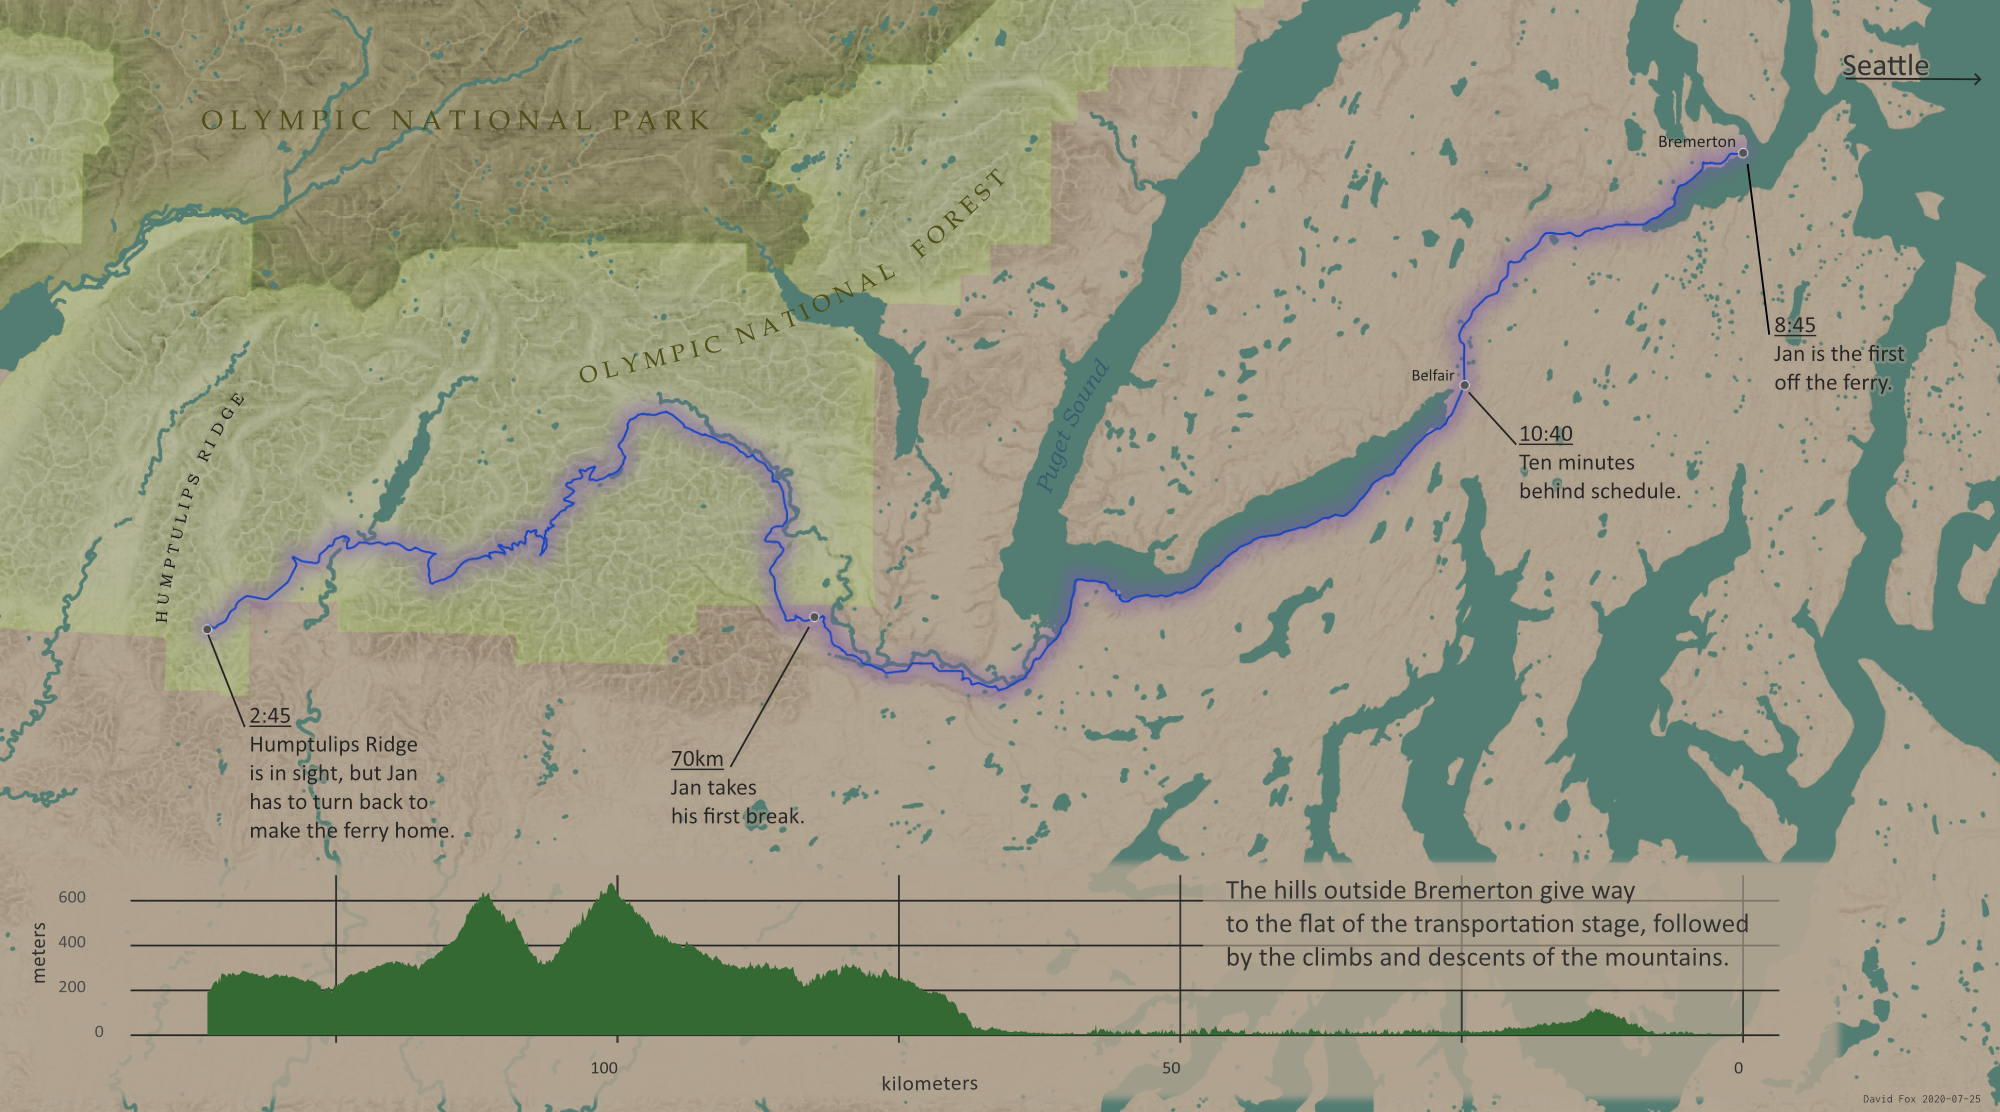 Seattle
OLYMPIC NATIONAL PARK
Bremerton
OLYMPIC NATIONAL FOREST
8:45
Jan is the first
off the ferry.
Puget Sound
Belfair
HUMPTULIPS RIDGE
10:40
Ten minutes
behind schedule.
2:45
Humptulips Ridge
is in sight, but Jan
has to turn back to
make the ferry home.
70km
Jan takes
his first break.
The hills outside Bremerton give way
to the flat of the transportation stage, followed
by the climbs and descents of the mountains.
meters
600
400
200
0
100
50
0
kilometers
David Fox 2020-07-25